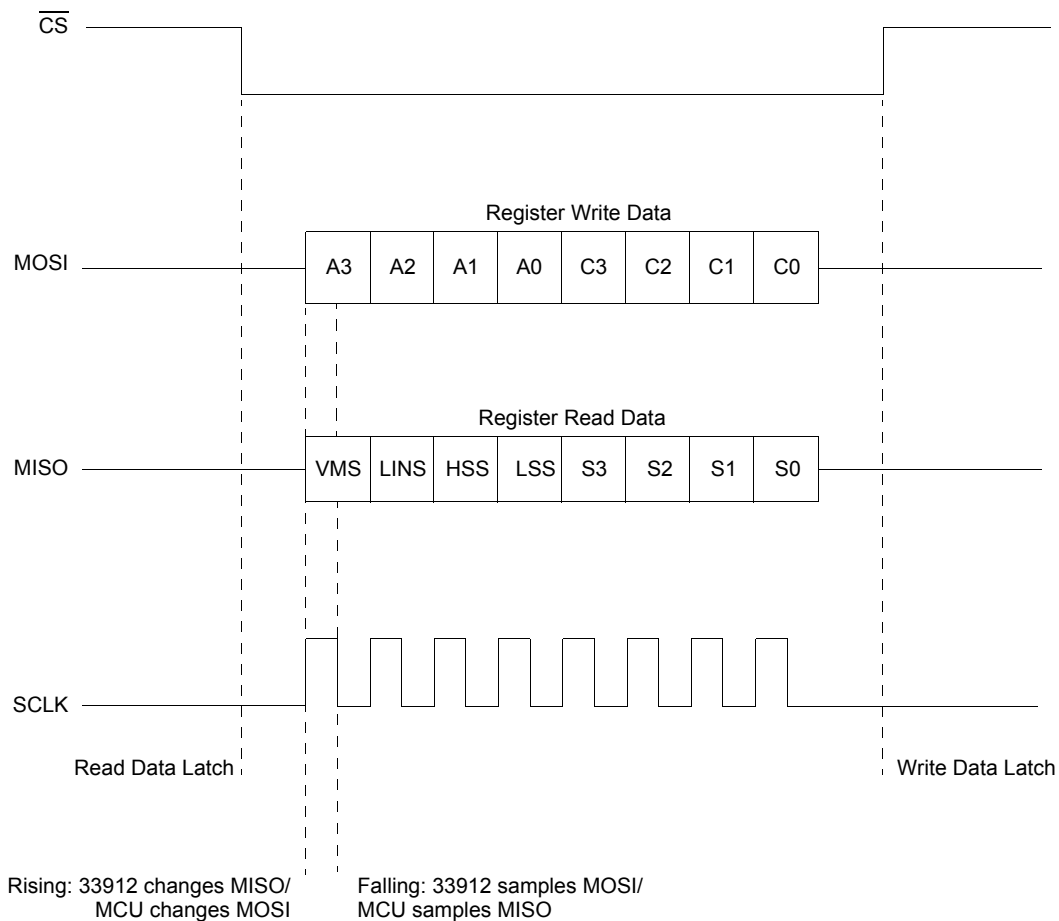 CS
Register Write Data
MOSI
A3 A2 A1 A0 C3 C2 C1 C0
Register Read Data
MISO
VMS LINS HSS LSS S3 S2 S1 S0
SCLK
Read Data Latch
Write Data Latch
Rising: 33912 changes MISO/
MCU changes MOSI
Falling: 33912 samples MOSI/
MCU samples MISO